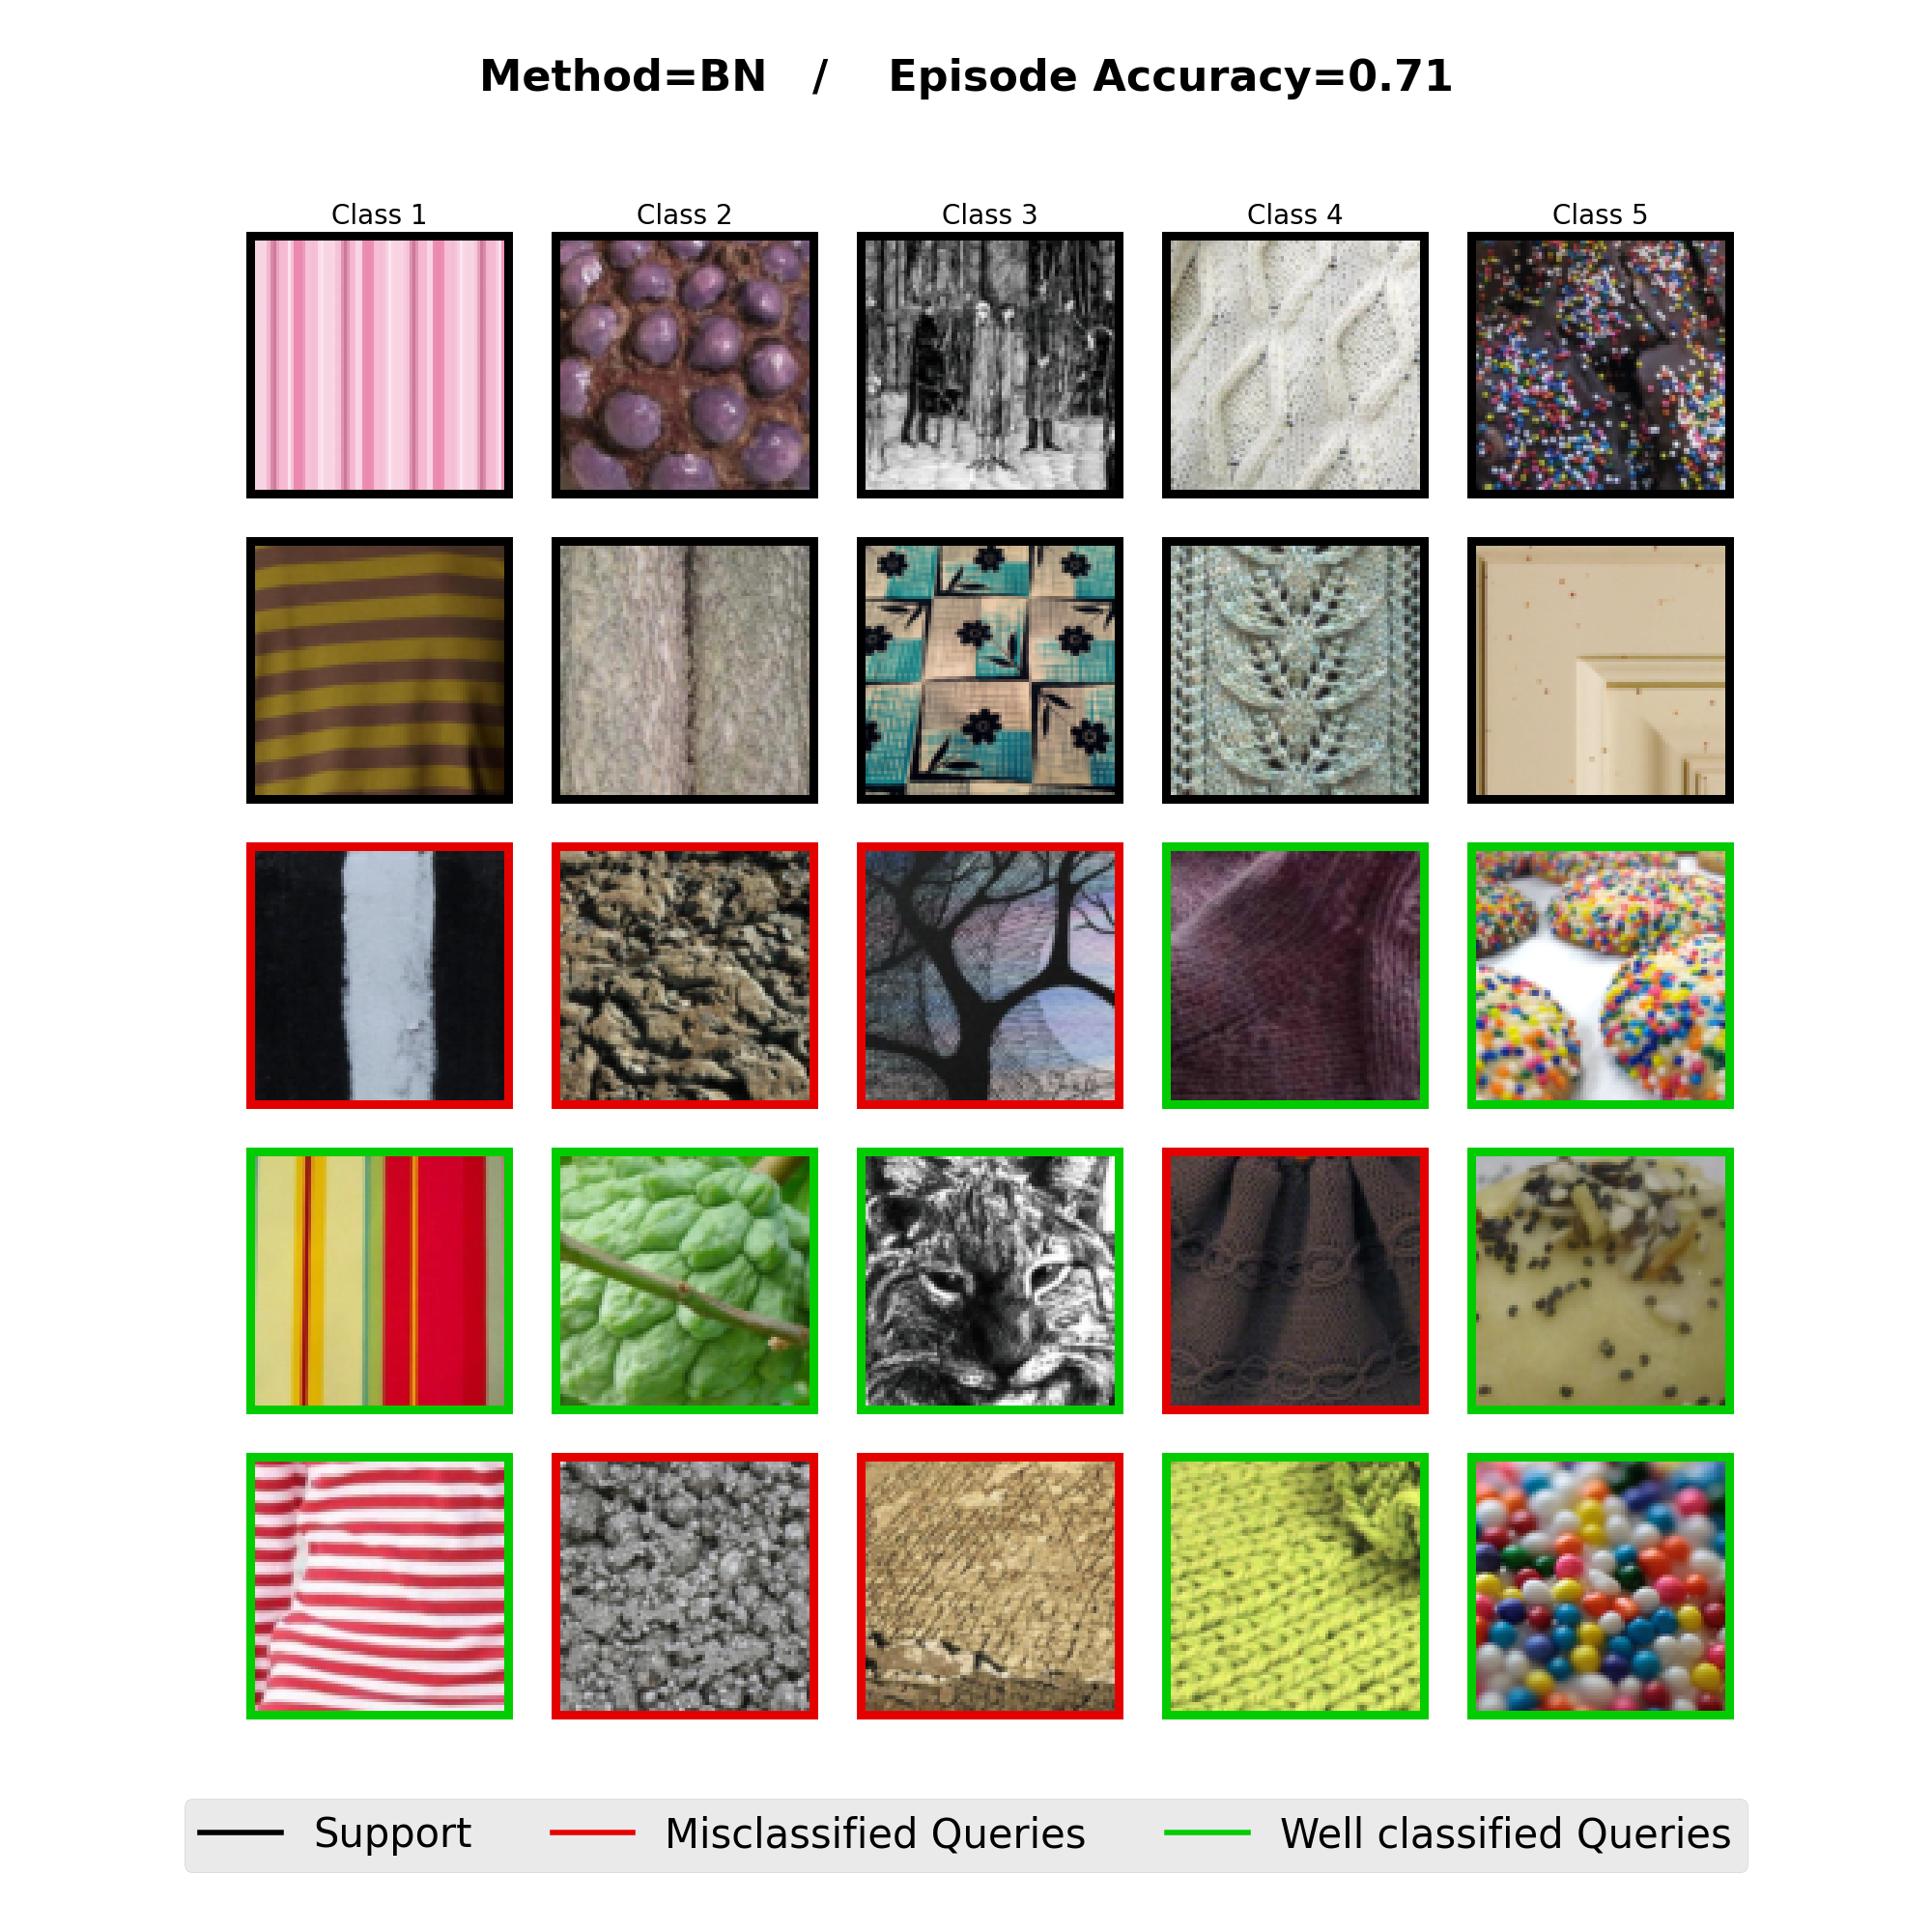 Method=BN / Episode Accuracy=0.71
Class 1 Class 2 Class 3 Class 4 Class 5
Support Misclassified Queries Well classified Queries